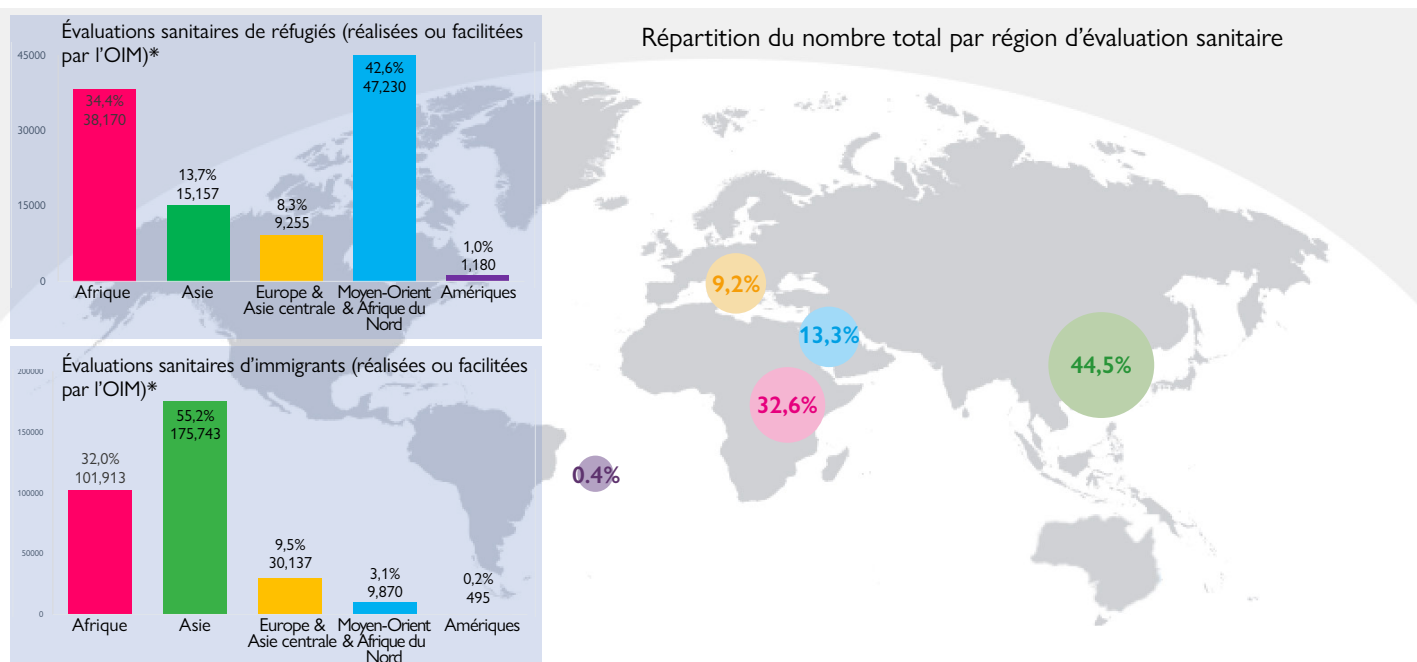 Évaluations sanitaires de réfugiés (réalisées ou facilitées
par l’OIM)*
45000
30000
15000
0
34,4%
38,170
13,7%
15,157
8,3%
9,255
42,6%
47,230
1,0%
1,180
Afrique
Asie
Europe &
Asie centrale
Moyen-Orient
& Afrique du
Nord
Amériques
Évaluations sanitaires d’immigrants (réalisées ou facilitées
par l’OIM)*
200000
150000
100000
50000
0
32,0%
101,913
55,2%
175,743
9,5%
30,137
3,1%
9,870
0,2%
495
Afrique
Asie
Europe &
Asie centrale
Moyen-Orient
& Afrique du
Nord
Amériques
Répartition du nombre total par région d’évaluation sanitaire
9,2%
13,3%
44,5%
32,6%
0.4%